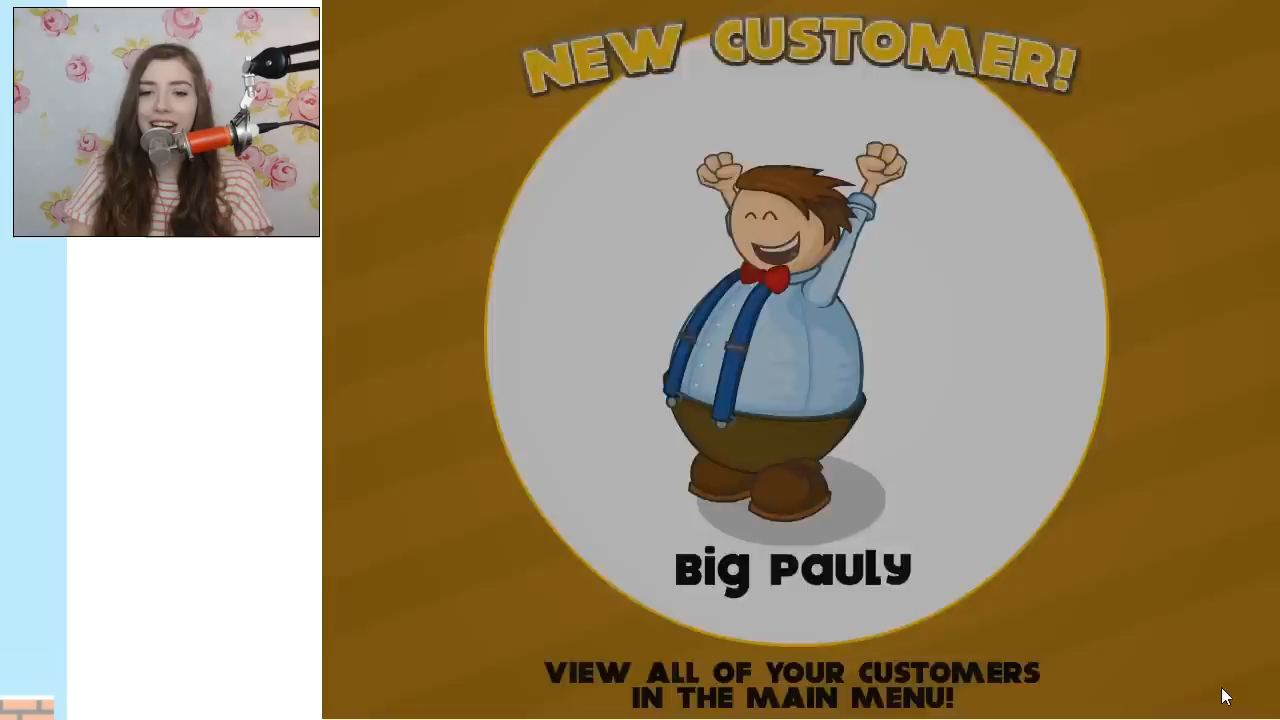 NEW CUSTOMER!
Big Pauly
VIEW ALL OF YOUR CUSTOMERS
IN THE MAIN MENU!